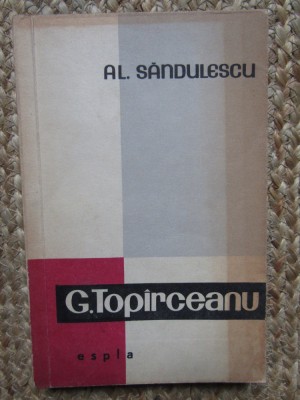 AL. SÂNDULESCU
G. Topîrceanu
espla